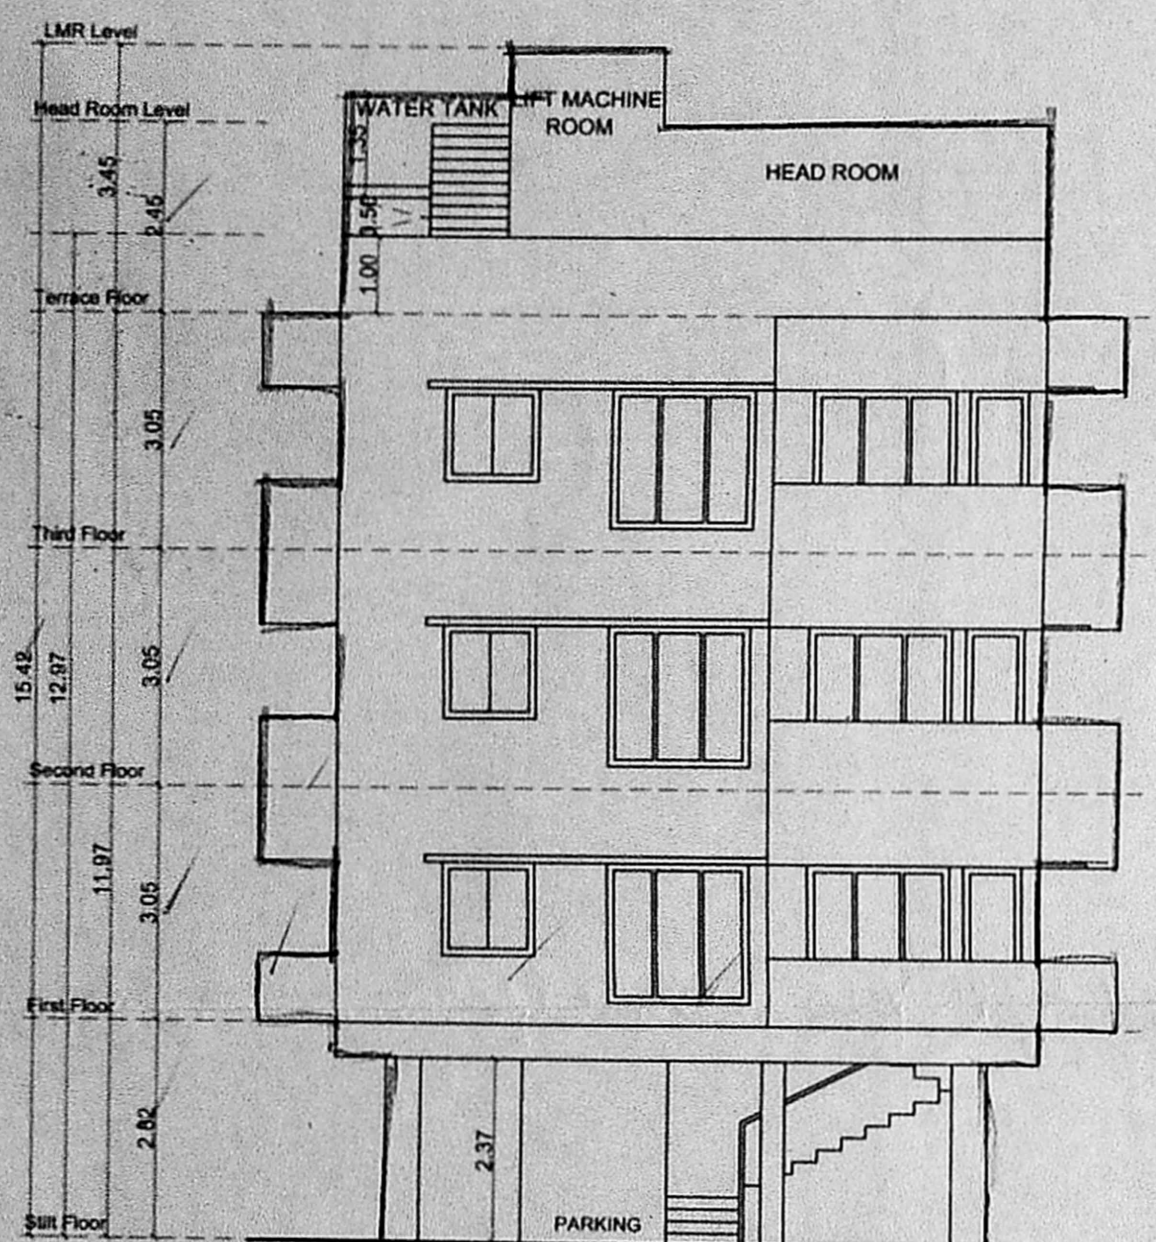 LMR Level
Head Room Level
WATER TANK
LIFT MACHINE
ROOM
HEAD ROOM
3.45
2.45
1.35
1.00
Terrace Floor
3.05
Third Floor
15.42
12.97
3.05
Second Floor
11.97
3.05
First Floor
2.82
2.37
Stilt Floor
PARKING